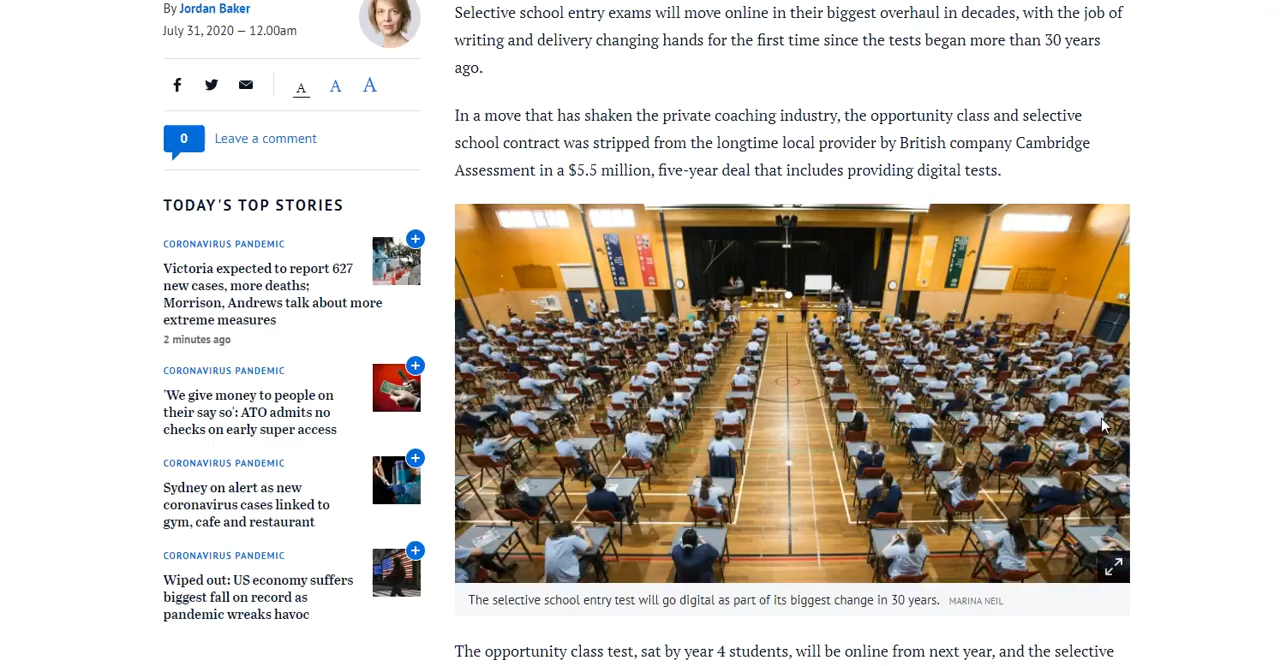 By Jordan Baker
July 31, 2020 — 12.00am
A A A
0 Leave a comment
TODAY'S TOP STORIES
CORONAVIRUS PANDEMIC
Victoria expected to report 627
new cases, more deaths;
Morrison, Andrews talk about more
extreme measures
2 minutes ago
CORONAVIRUS PANDEMIC
'We give money to people on
their say so': ATO admits no
checks on early super access
CORONAVIRUS PANDEMIC
Sydney on alert as new
coronavirus cases linked to
gym, cafe and restaurant
CORONAVIRUS PANDEMIC
Wiped out: US economy suffers
biggest fall on record as
pandemic wreaks havoc
Selective school entry exams will move online in their biggest overhaul in decades, with the job of
writing and delivery changing hands for the first time since the tests began more than 30 years
ago.
In a move that has shaken the private coaching industry, the opportunity class and selective
school contract was stripped from the longtime local provider by British company Cambridge
Assessment in a $5.5 million, five-year deal that includes providing digital tests.
The selective school entry test will go digital as part of its biggest change in 30 years. MARINA NEIL
The opportunity class test, sat by year 4 students, will be online from next year, and the selective